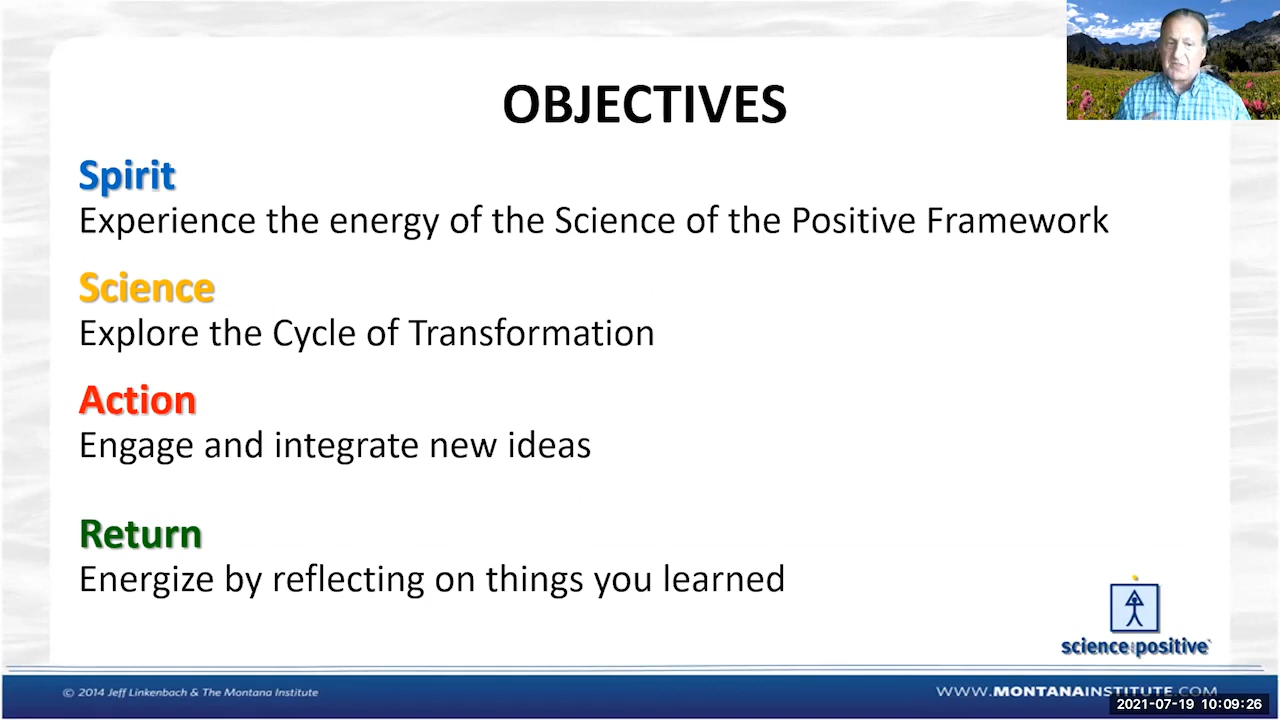 OBJECTIVES
Spirit
Experience the energy of the Science of the Positive Framework
Science
Explore the Cycle of Transformation
Action
Engage and integrate new ideas
Return
Energize by reflecting on things you learned
science of the positive
© 2014 Jeff Linkenbach & The Montana Institute
WWW.MONTANAINSTITUTE.COM
2021-07-19 10:09:26